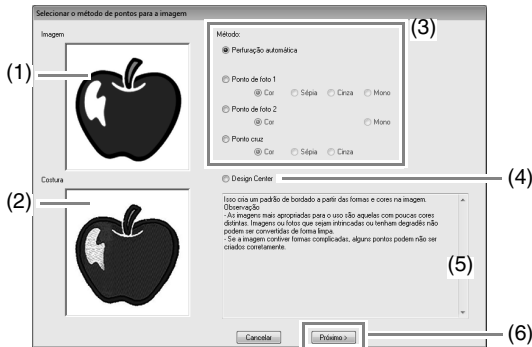 Selecionar o método de pontos para a imagem
Imagem
Método:
(3)
Perfuração automática
(1)
Ponto de foto 1
Cor Sépia Cinza Mono
Ponto de foto 2
Cor Mono
Ponto cruz
Cor Sépia Cinza
Costura
Design Center
(4)
(2)
Isso cria um padrão de bordado a partir das formas e cores na imagem.
Observação
- As imagens mais apropriadas para o uso são aquelas com poucas cores
distintas. Imagens ou fotos que sejam intrincadas ou tenham degradês não
podem ser convertidas de forma limpa.
- Se a imagem contiver formas complicadas, alguns pontos podem não ser
criados corretamente.
(5)
Cancelar
Próximo >
(6)